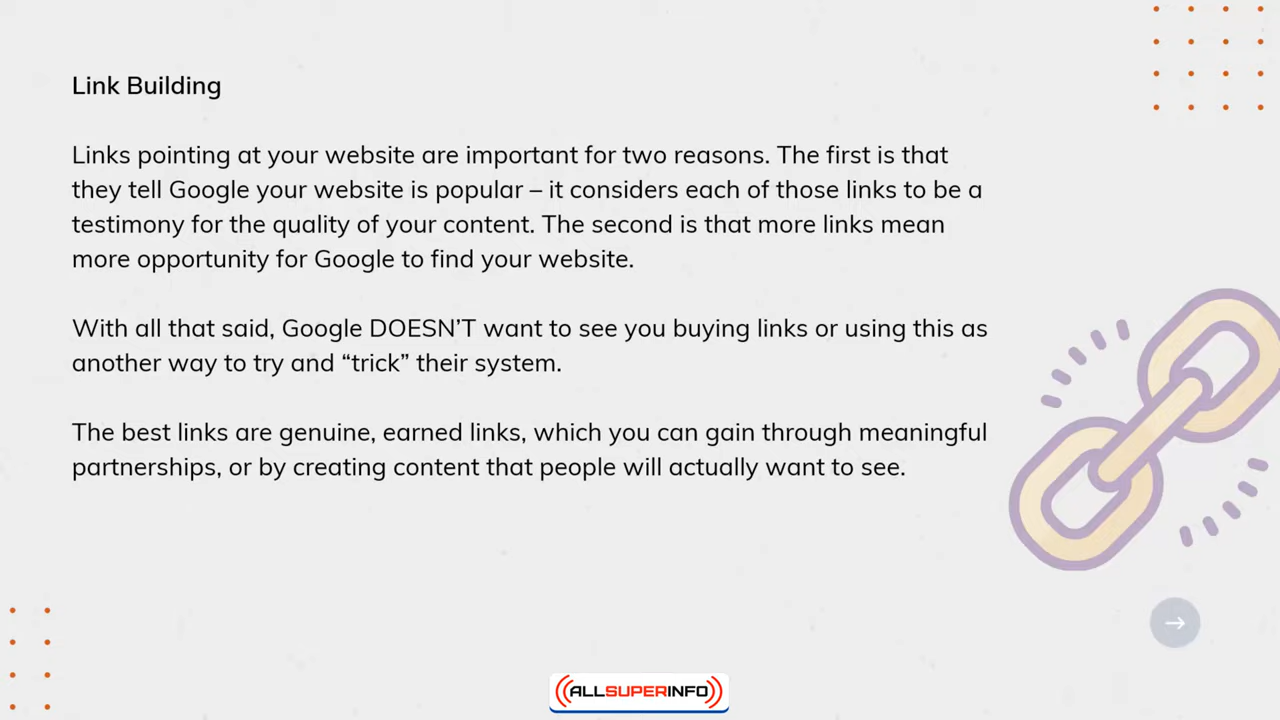 Link Building
Links pointing at your website are important for two reasons. The first is that
they tell Google your website is popular – it considers each of those links to be a
testimony for the quality of your content. The second is that more links mean
more opportunity for Google to find your website.
With all that said, Google DOESN’T want to see you buying links or using this as
another way to try and “trick” their system.
The best links are genuine, earned links, which you can gain through meaningful
partnerships, or by creating content that people will actually want to see.
ALLSUPERINFO